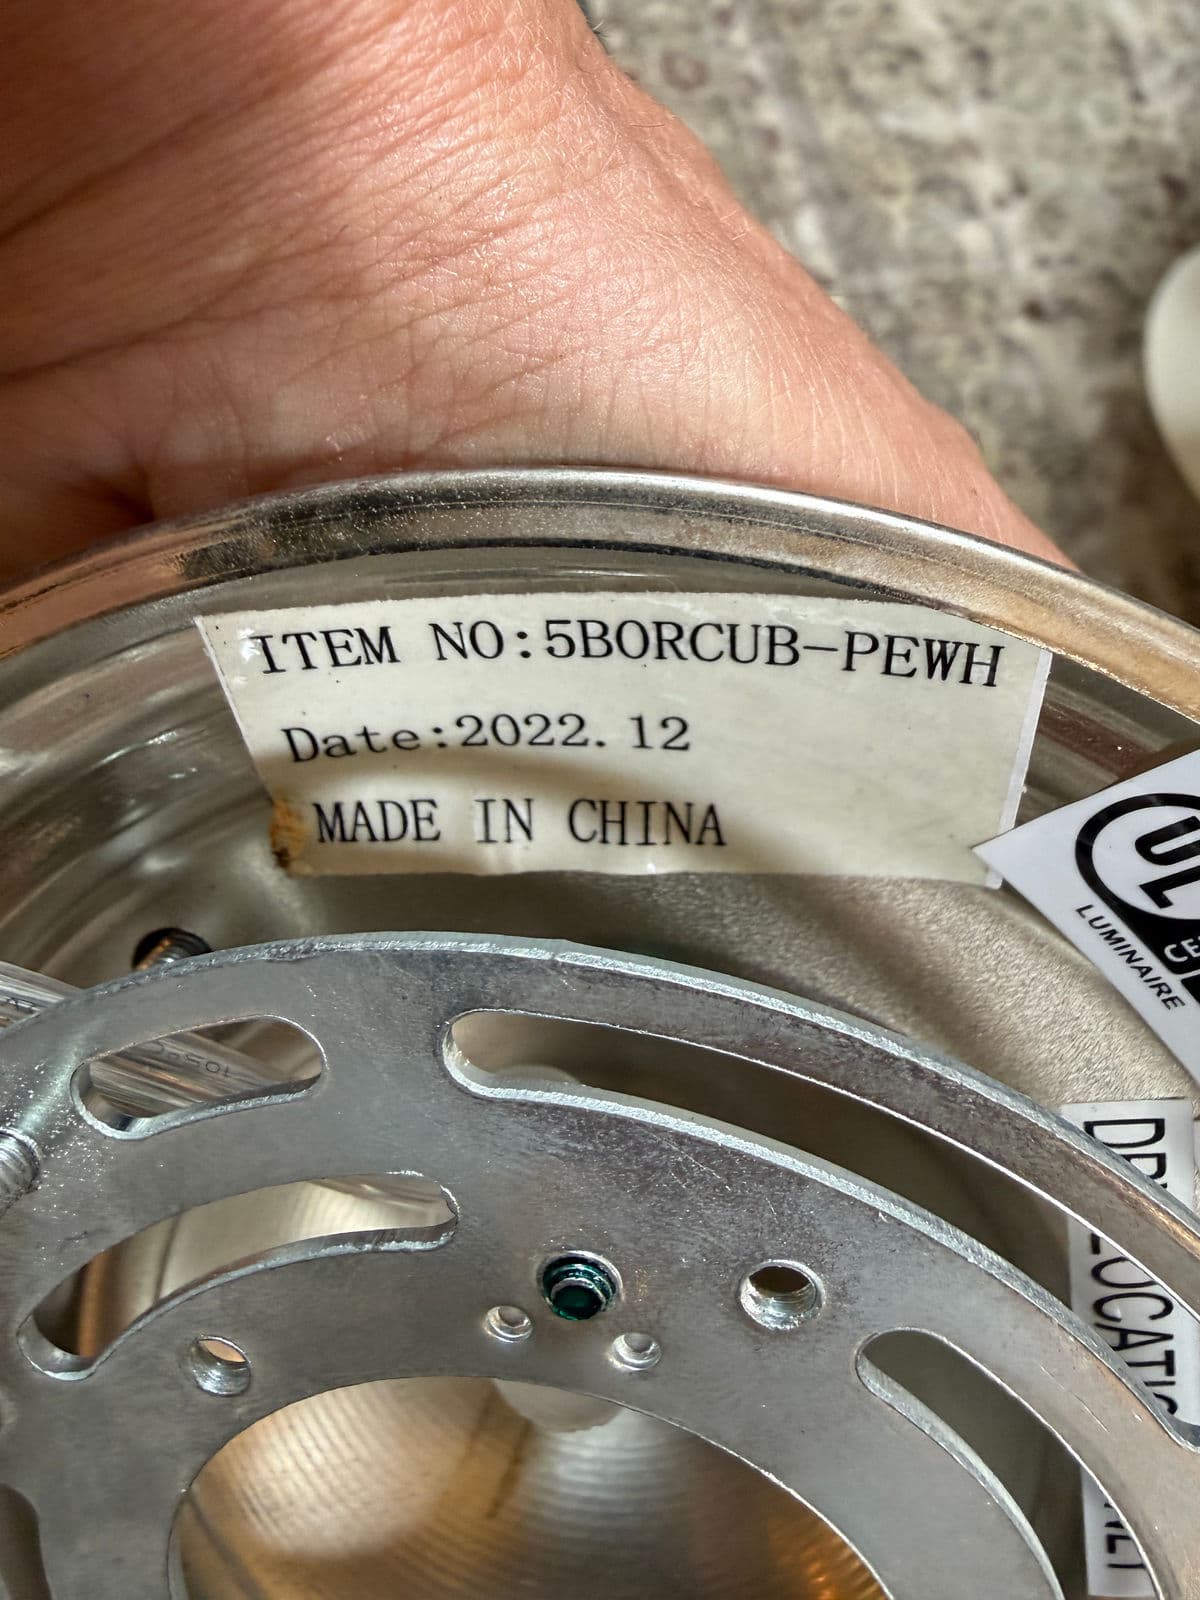 ITEM NO:5BORCUB-PEWH
Date:2022.12
MADE IN CHINA
UL
LUMINAIRE